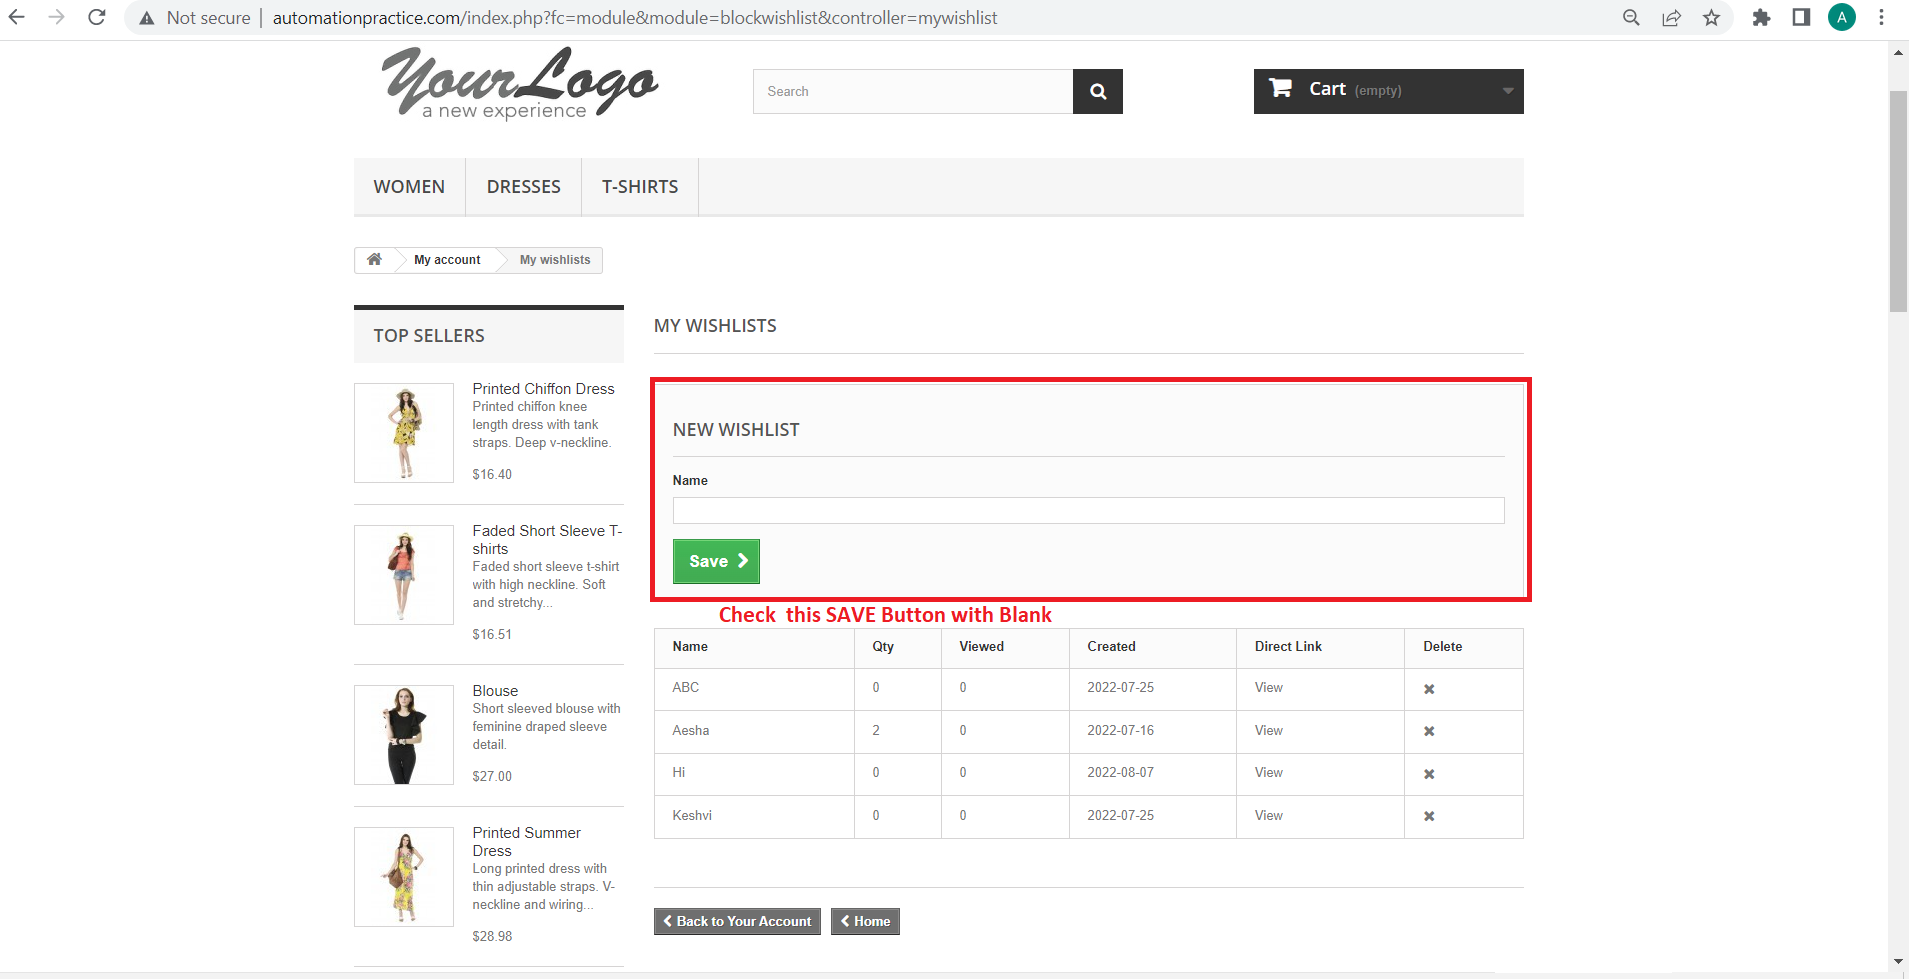 Not secure | automationpractice.com/index.php?fc=module&module=blockwishlist&controller=mywishlist
A
YourLogo
a new experience
Search
Cart (empty)
WOMEN DRESSES T-SHIRTS
My account My wishlists
TOP SELLERS
Printed Chiffon Dress
Printed chiffon knee
length dress with tank
straps. Deep v-neckline.
$16.40
Faded Short Sleeve T-
shirts
Faded short sleeve t-shirt
with high neckline. Soft
and stretchy...
$16.51
Blouse
Short sleeved blouse with
feminine draped sleeve
detail.
$27.00
Printed Summer
Dress
Long printed dress with
thin adjustable straps. V-
neckline and wiring...
$28.98
MY WISHLISTS
NEW WISHLIST
Name
Save
Check  this SAVE Button with Blank
Name Qty Viewed Created Direct Link Delete
ABC 0 0 2022-07-25 View
Aesha 2 0 2022-07-16 View
Hi 0 0 2022-08-07 View
Keshvi 0 0 2022-07-25 View
Back to Your Account Home